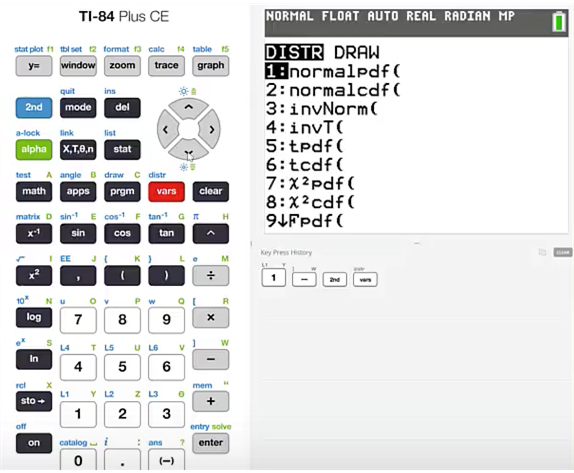 TI-84 Plus CE
stat plot f1 tbl set f2 format f3 calc f4 table f5
y= window zoom trace graph
quit ins
2nd mode del
a-lock link list
alpha X,T,θ,n stat
test A angle B draw C distr
math apps prgm vars clear
matrix D sin⁻¹ E cos⁻¹ F tan⁻¹ G π H
x⁻¹ sin cos tan ^
√‾ I EE J { K } L e M
x² , ( ) ÷
10ˣ N u O v P w Q [ R
log 7 8 9 ×
eˣ S L4 T L5 U L6 V ] W
ln 4 5 6 −
rcl X L1 Y L2 Z L3 θ mem "
sto→ 1 2 3 +
off catalog ␣ i : ans ? entry solve
on 0 . (−) enter
NORMAL FLOAT AUTO REAL RADIAN MP
DISTR DRAW
1:normalpdf(
2:normalcdf(
3:invNorm(
4:invT(
5:tpdf(
6:tcdf(
7:χ²pdf(
8:χ²cdf(
9↓Fpdf(
Key Press History
CLEAR
L1 Y ] W distr
1 − 2nd vars